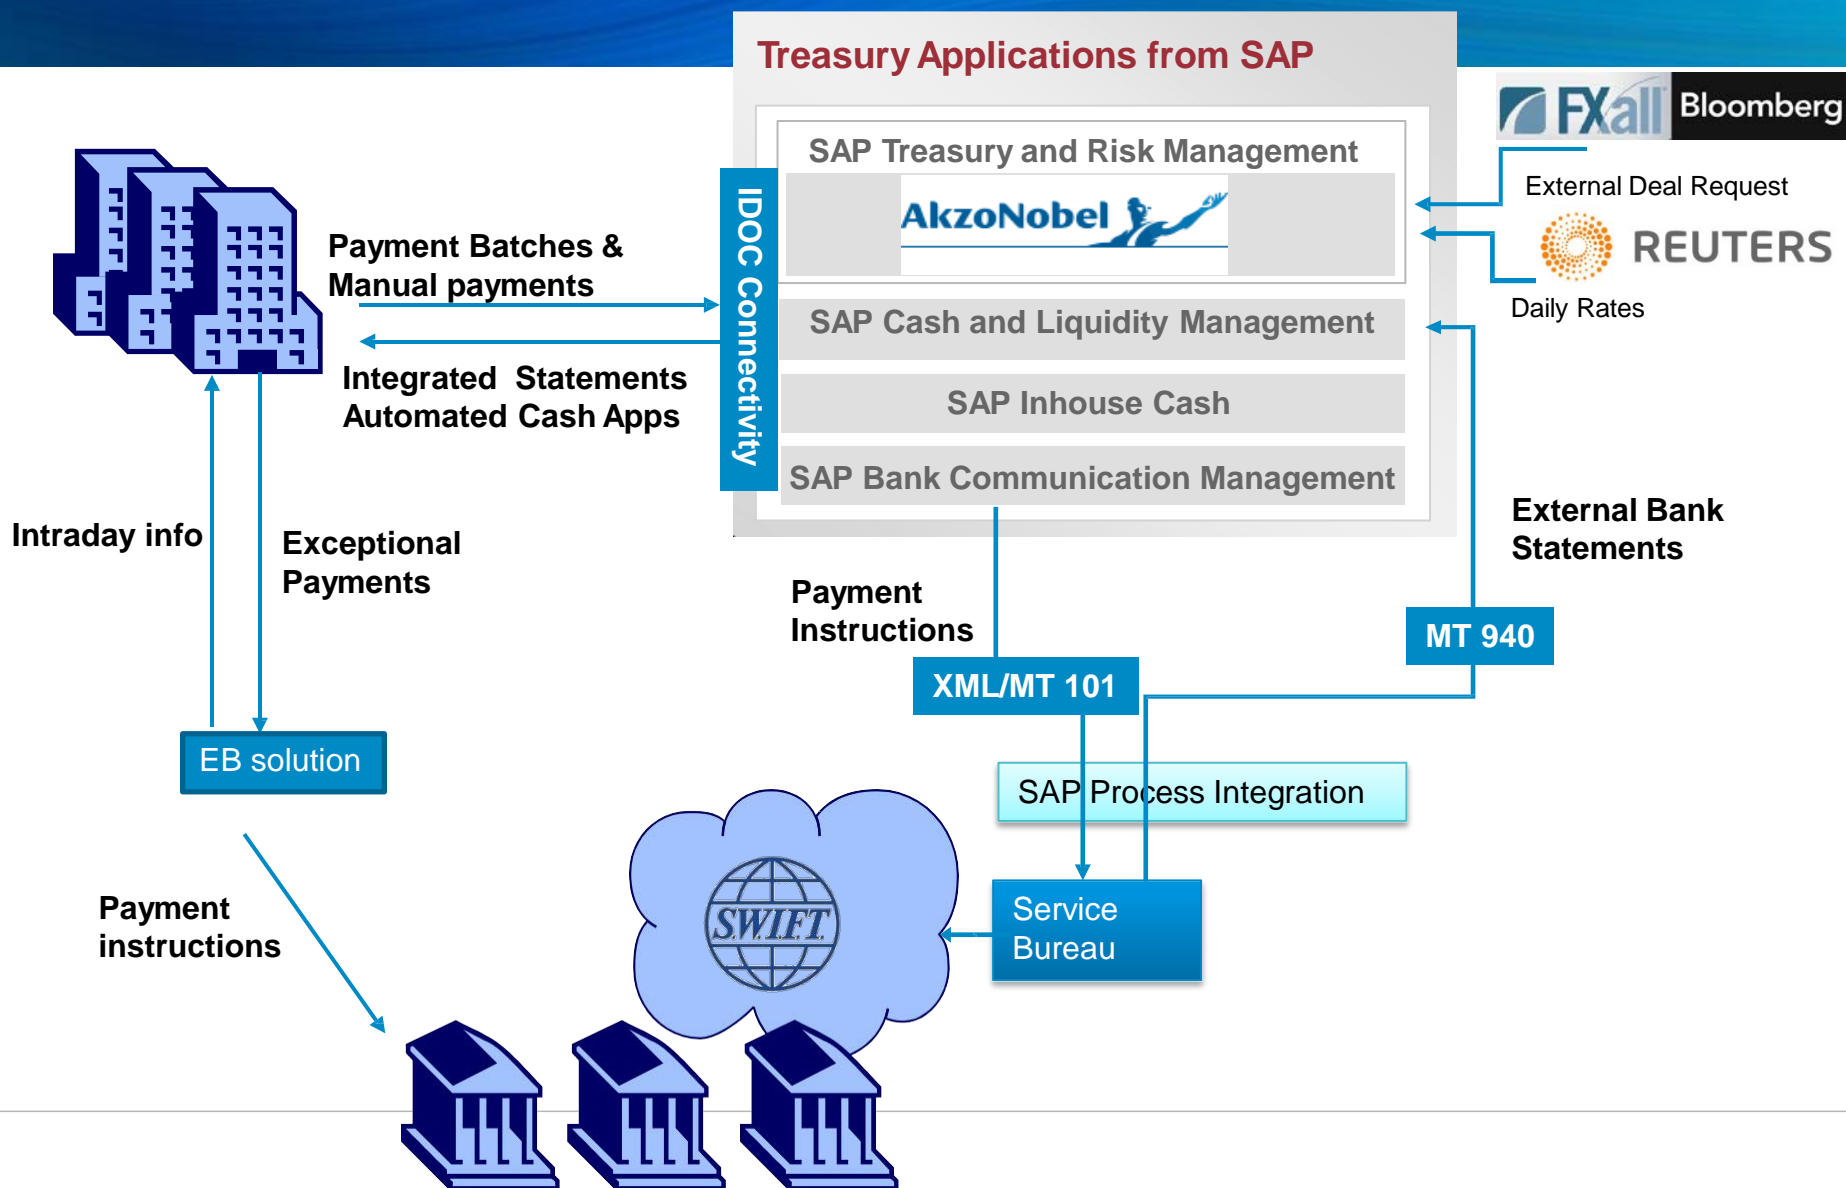 Treasury Applications from SAP
FXall Bloomberg
SAP Treasury and Risk Management
External Deal Request
AkzoNobel
REUTERS
Daily Rates
IDOC Connectivity
Payment Batches &
Manual payments
SAP Cash and Liquidity Management
Integrated Statements
Automated Cash Apps
SAP Inhouse Cash
SAP Bank Communication Management
External Bank
Statements
Intraday info
Exceptional
Payments
Payment
Instructions
MT 940
XML/MT 101
EB solution
SAP Process Integration
Payment
instructions
S.W.I.F.T.
Service
Bureau